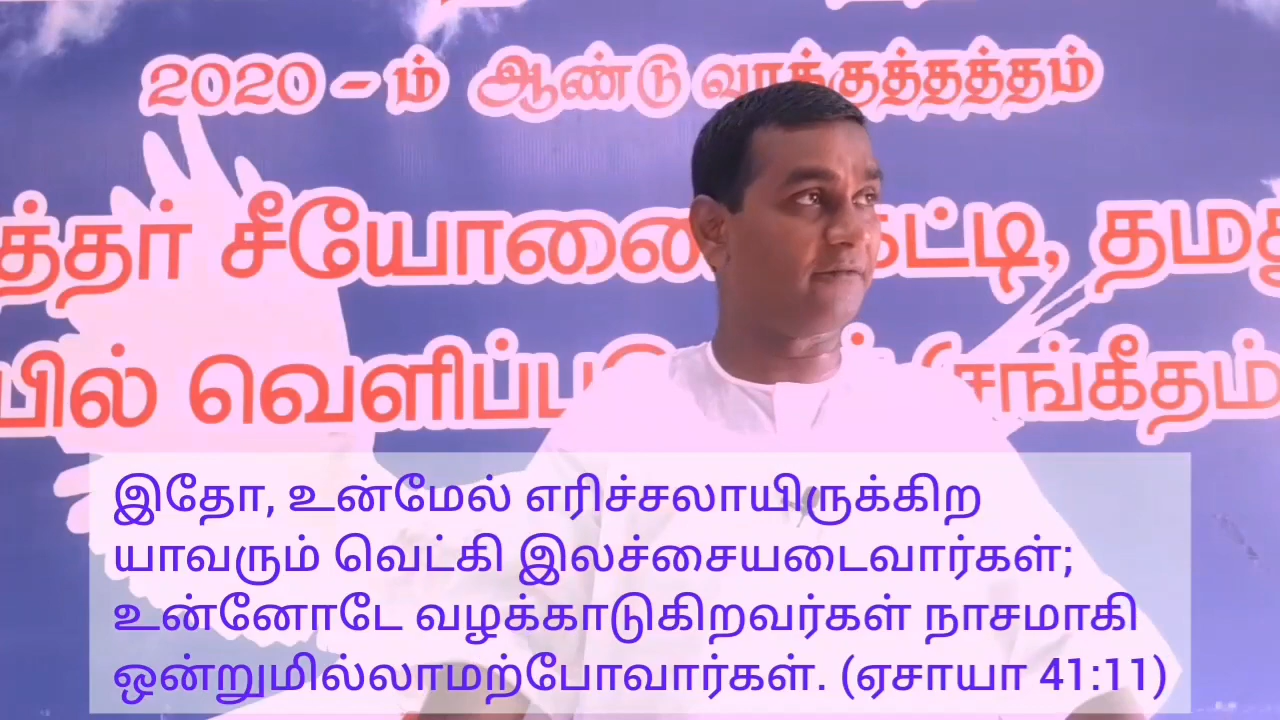 2020 - ம் ஆண்டு வாக்குத்தத்தம்
த்தர் சீயோனை கட்டி, தமது
யில் வெளிப்ப சங்கீதம்
இதோ, உன்மேல் எரிச்சலாயிருக்கிற
யாவரும் வெட்கி இலச்சையடைவார்கள்;
உன்னோடே வழக்காடுகிறவர்கள் நாசமாகி
ஒன்றுமில்லாமற்போவார்கள். (ஏசாயா 41:11)